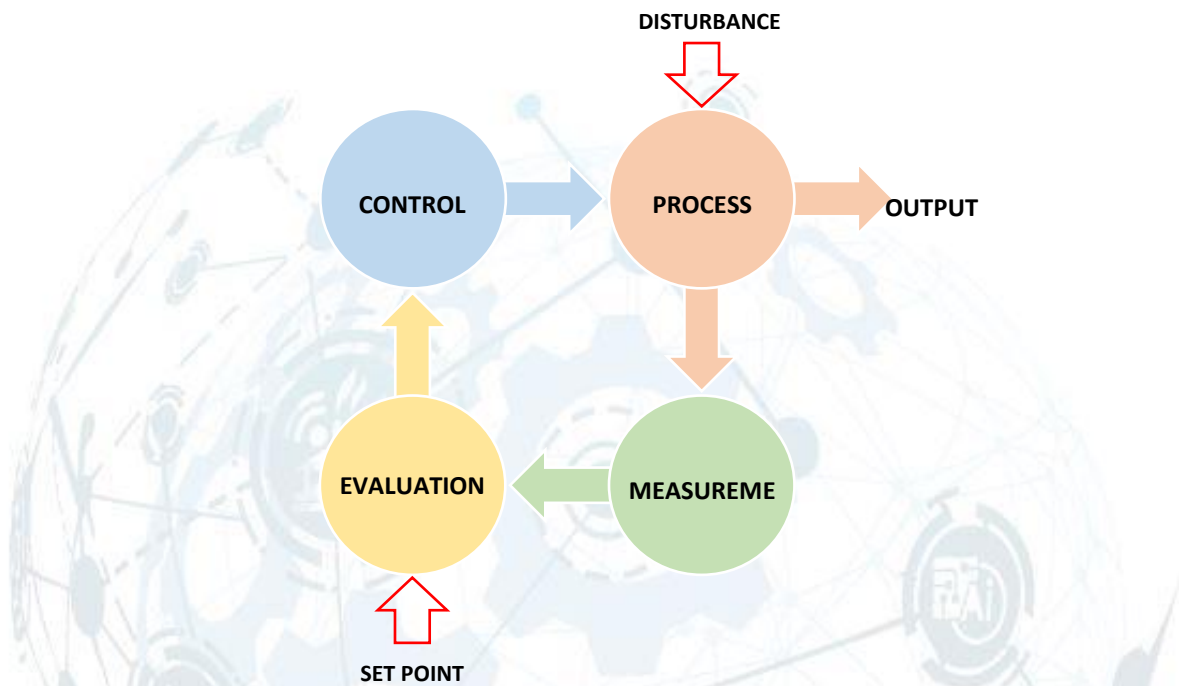 DISTURBANCE
CONTROL
PROCESS
OUTPUT
EVALUATION
MEASUREME
SET POINT